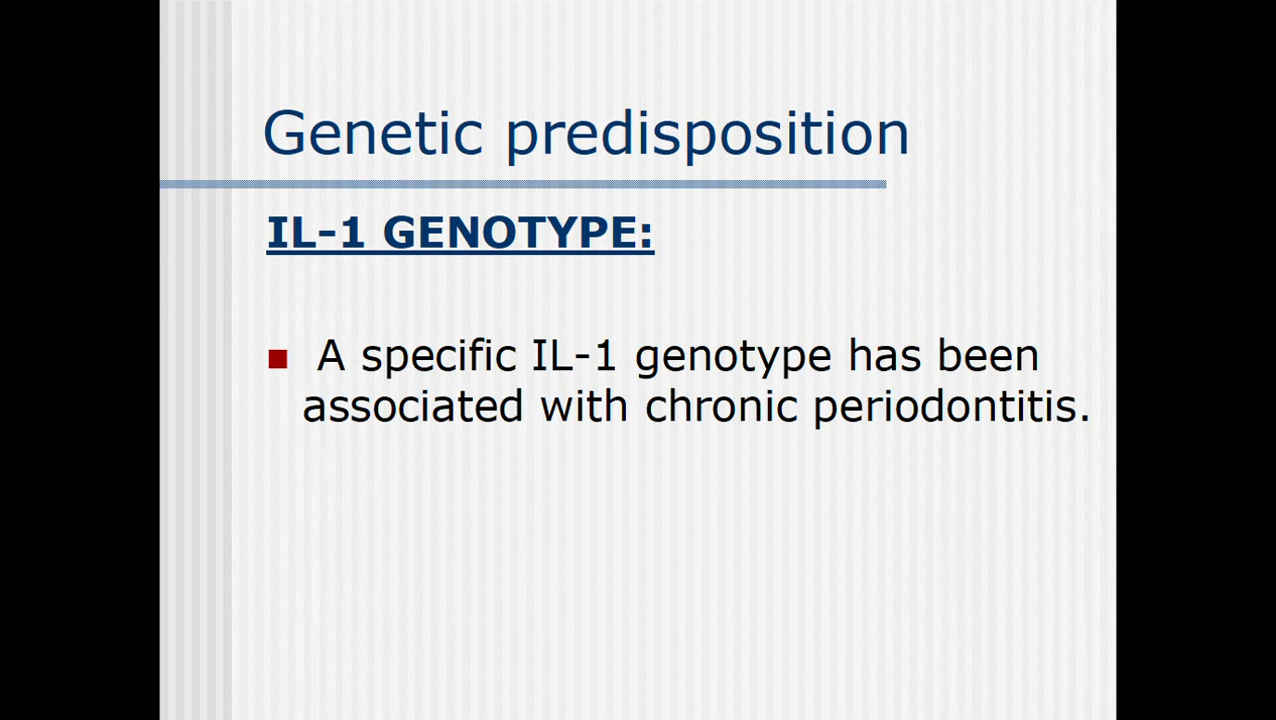 Genetic predisposition
IL-1 GENOTYPE:
A specific IL-1 genotype has been
associated with chronic periodontitis.